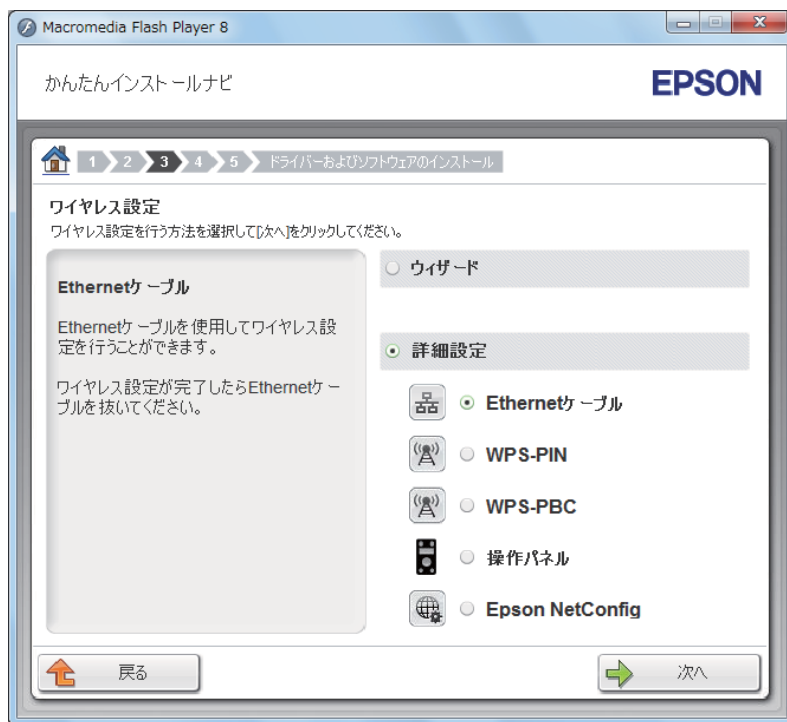 Macromedia Flash Player 8
かんたんインストールナビ
EPSON
1 2 3 4 5 ドライバーおよびソフトウェアのインストール
ワイヤレス設定
ワイヤレス設定を行う方法を選択して[次へ]をクリックしてください。
Ethernetケーブル
Ethernetケーブルを使用してワイヤレス設
定を行うことができます。
ワイヤレス設定が完了したらEthernetケー
ブルを抜いてください。
ウィザード
詳細設定
Ethernetケーブル
WPS-PIN
WPS-PBC
操作パネル
Epson NetConfig
戻る
次へ